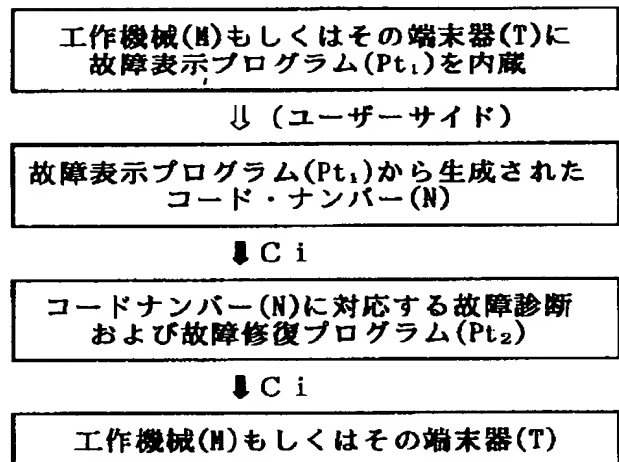 工作機械(M)もしくはその端末器(T)に
故障表示プログラム(Pt₁)を内蔵
⇓ (ユーザーサイド)
故障表示プログラム(Pt₁)から生成された
コード・ナンバー(N)
⬇Ci
コードナンバー(N)に対応する故障診断
および故障修復プログラム(Pt₂)
⬇Ci
工作機械(M)もしくはその端末器(T)